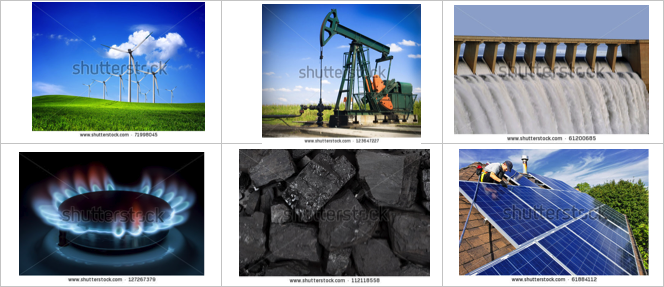 shutterstock
www.shutterstock.com · 71998045
shutterstock
www.shutterstock.com · 123647227
shutterstock
www.shutterstock.com · 61200685
shutterstock
www.shutterstock.com · 127267379
shutterstock
www.shutterstock.com · 112118558
shutterstock
www.shutterstock.com · 61884112